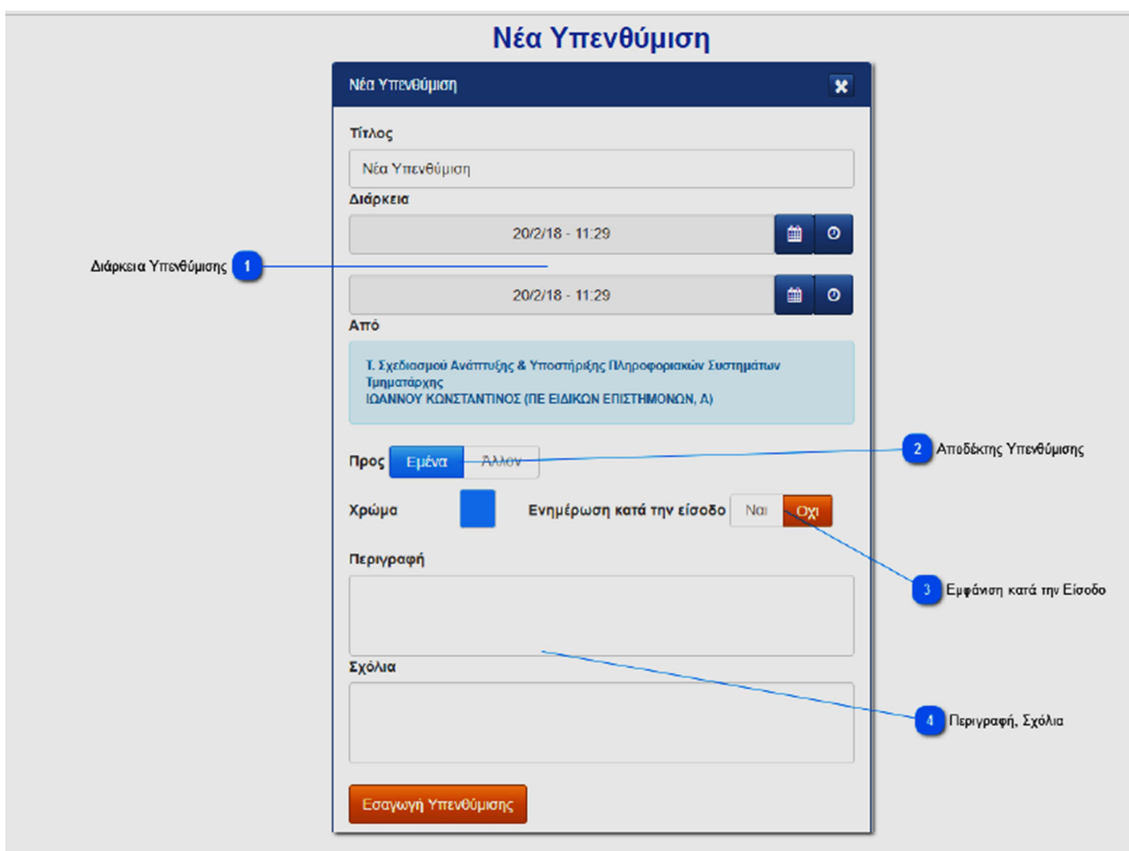 Νέα Υπενθύμιση
Νέα Υπενθύμιση
Τίτλος
Νέα Υπενθύμιση
Διάρκεια
20/2/18 - 11:29
Διάρκεια Υπενθύμισης 1
20/2/18 - 11:29
Από
Τ. Σχεδιασμού Ανάπτυξης & Υποστήριξης Πληροφοριακών Συστημάτων
Τμηματάρχης
ΙΩΑΝΝΟΥ ΚΩΝΣΤΑΝΤΙΝΟΣ (ΠΕ ΕΙΔΙΚΩΝ ΕΠΙΣΤΗΜΟΝΩΝ, Α)
Προς Εμένα Άλλον
2 Αποδέκτης Υπενθύμισης
Χρώμα Ενημέρωση κατά την είσοδο Ναι Οχι
Περιγραφή
3 Εμφάνιση κατά την Είσοδο
Σχόλια
4 Περιγραφή, Σχόλια
Εσαγωγή Υπενθύμισης